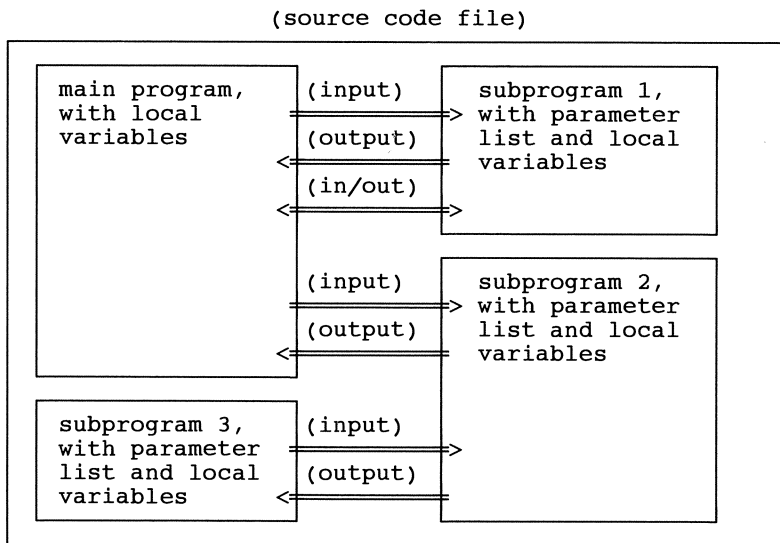 (source code file)
main program,
with local
variables
(input)
(output)
(in/out)
subprogram 1,
with parameter
list and local
variables
(input)
(output)
subprogram 2,
with parameter
list and local
variables
subprogram 3,
with parameter
list and local
variables
(input)
(output)